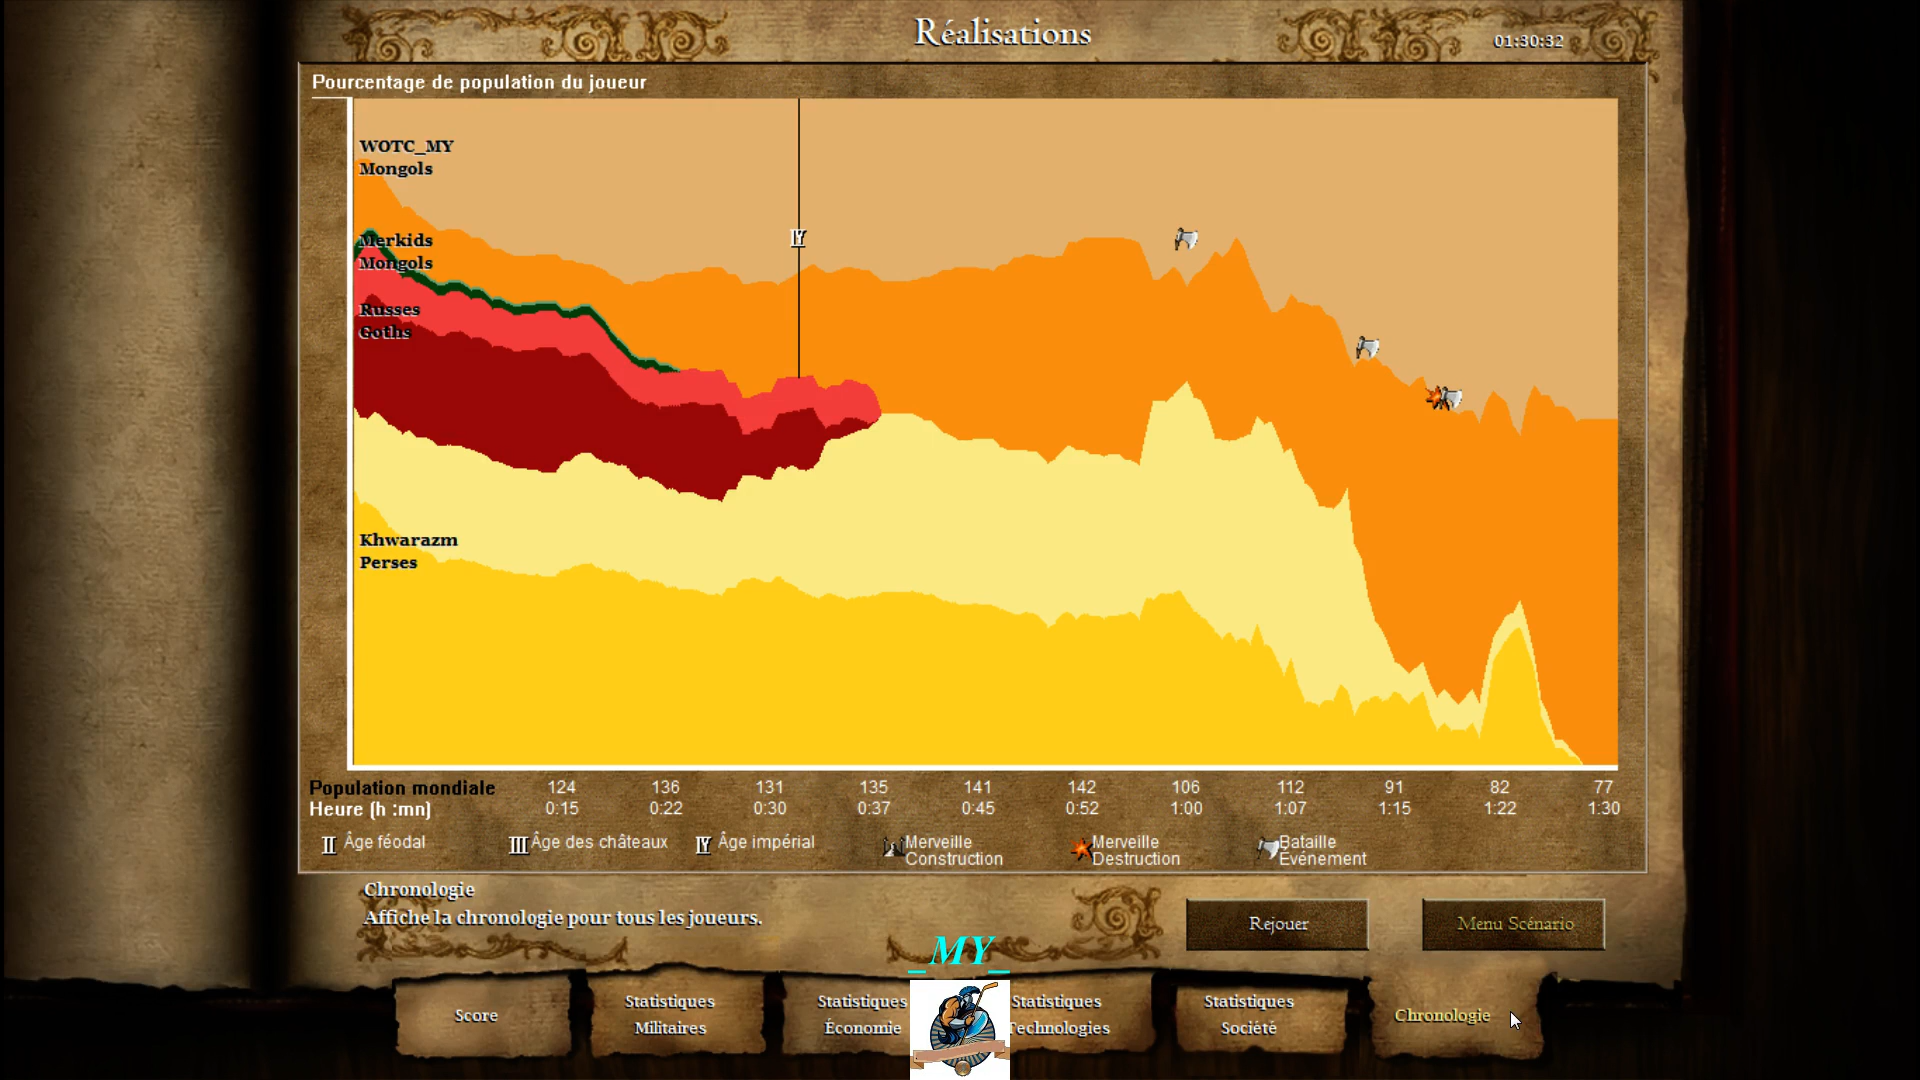 Réalisations
01:30:32
Pourcentage de population du joueur
WOTC_MY
Mongols
Merkids
Mongols
Russes
Goths
Khwarazm
Perses
IV
Population mondiale 124 136 131 135 141 142 106 112 91 82 77
Heure (h :mn) 0:15 0:22 0:30 0:37 0:45 0:52 1:00 1:07 1:15 1:22 1:30
II Âge féodal III Âge des châteaux IV Âge impérial Merveille Construction Merveille Destruction Bataille Evénement
Chronologie
Affiche la chronologie pour tous les joueurs.
Rejouer
Menu Scénario
_MY_
Score
Statistiques Militaires
Statistiques Économie
Statistiques Technologies
Statistiques Société
Chronologie